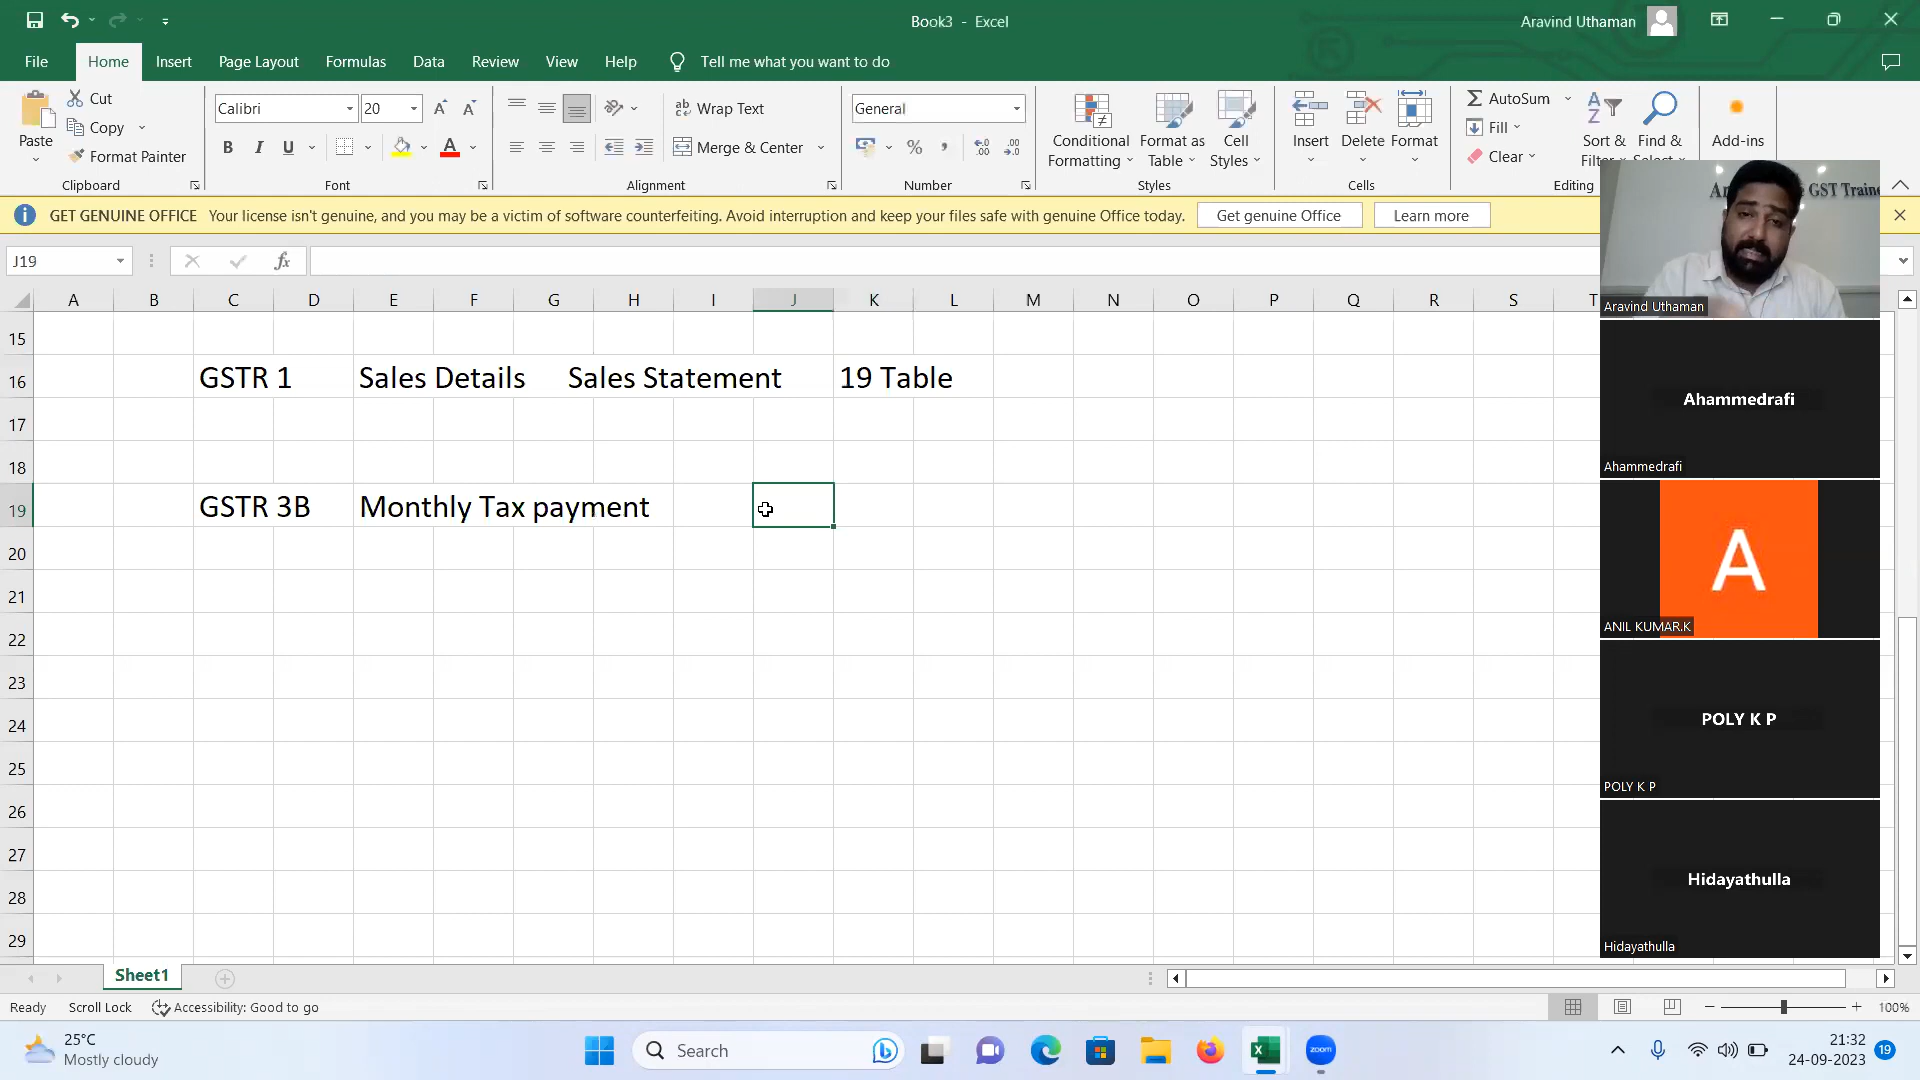 Book3 - Excel
Aravind Uthaman
File Home Insert Page Layout Formulas Data Review View Help Tell me what you want to do
Paste
Cut
Copy
Format Painter
Clipboard
Calibri 20
B I U
Font
Wrap Text
Merge & Center
Alignment
General
Number
Conditional Formatting
Format as Table
Cell Styles
Styles
Insert
Delete
Format
Cells
AutoSum
Fill
Clear
Sort &
Find &
Editing
Add-ins
GET GENUINE OFFICE Your license isn't genuine, and you may be a victim of software counterfeiting. Avoid interruption and keep your files safe with genuine Office today. Get genuine Office Learn more
J19
fx
A B C D E F G H I J K L M N O P Q R S T
15
16 GSTR 1 Sales Details Sales Statement 19 Table
17
18
19 GSTR 3B Monthly Tax payment
20
21
22
23
24
25
26
27
28
29
GST
Aravind Uthaman
Ahammedrafi
Ahammedrafi
A
ANIL KUMAR.K
POLY K P
POLY K P
Hidayathulla
Hidayathulla
Sheet1
Ready Scroll Lock Accessibility: Good to go 100%
25°C
Mostly cloudy
Search
zoom
21:32
24-09-2023
19